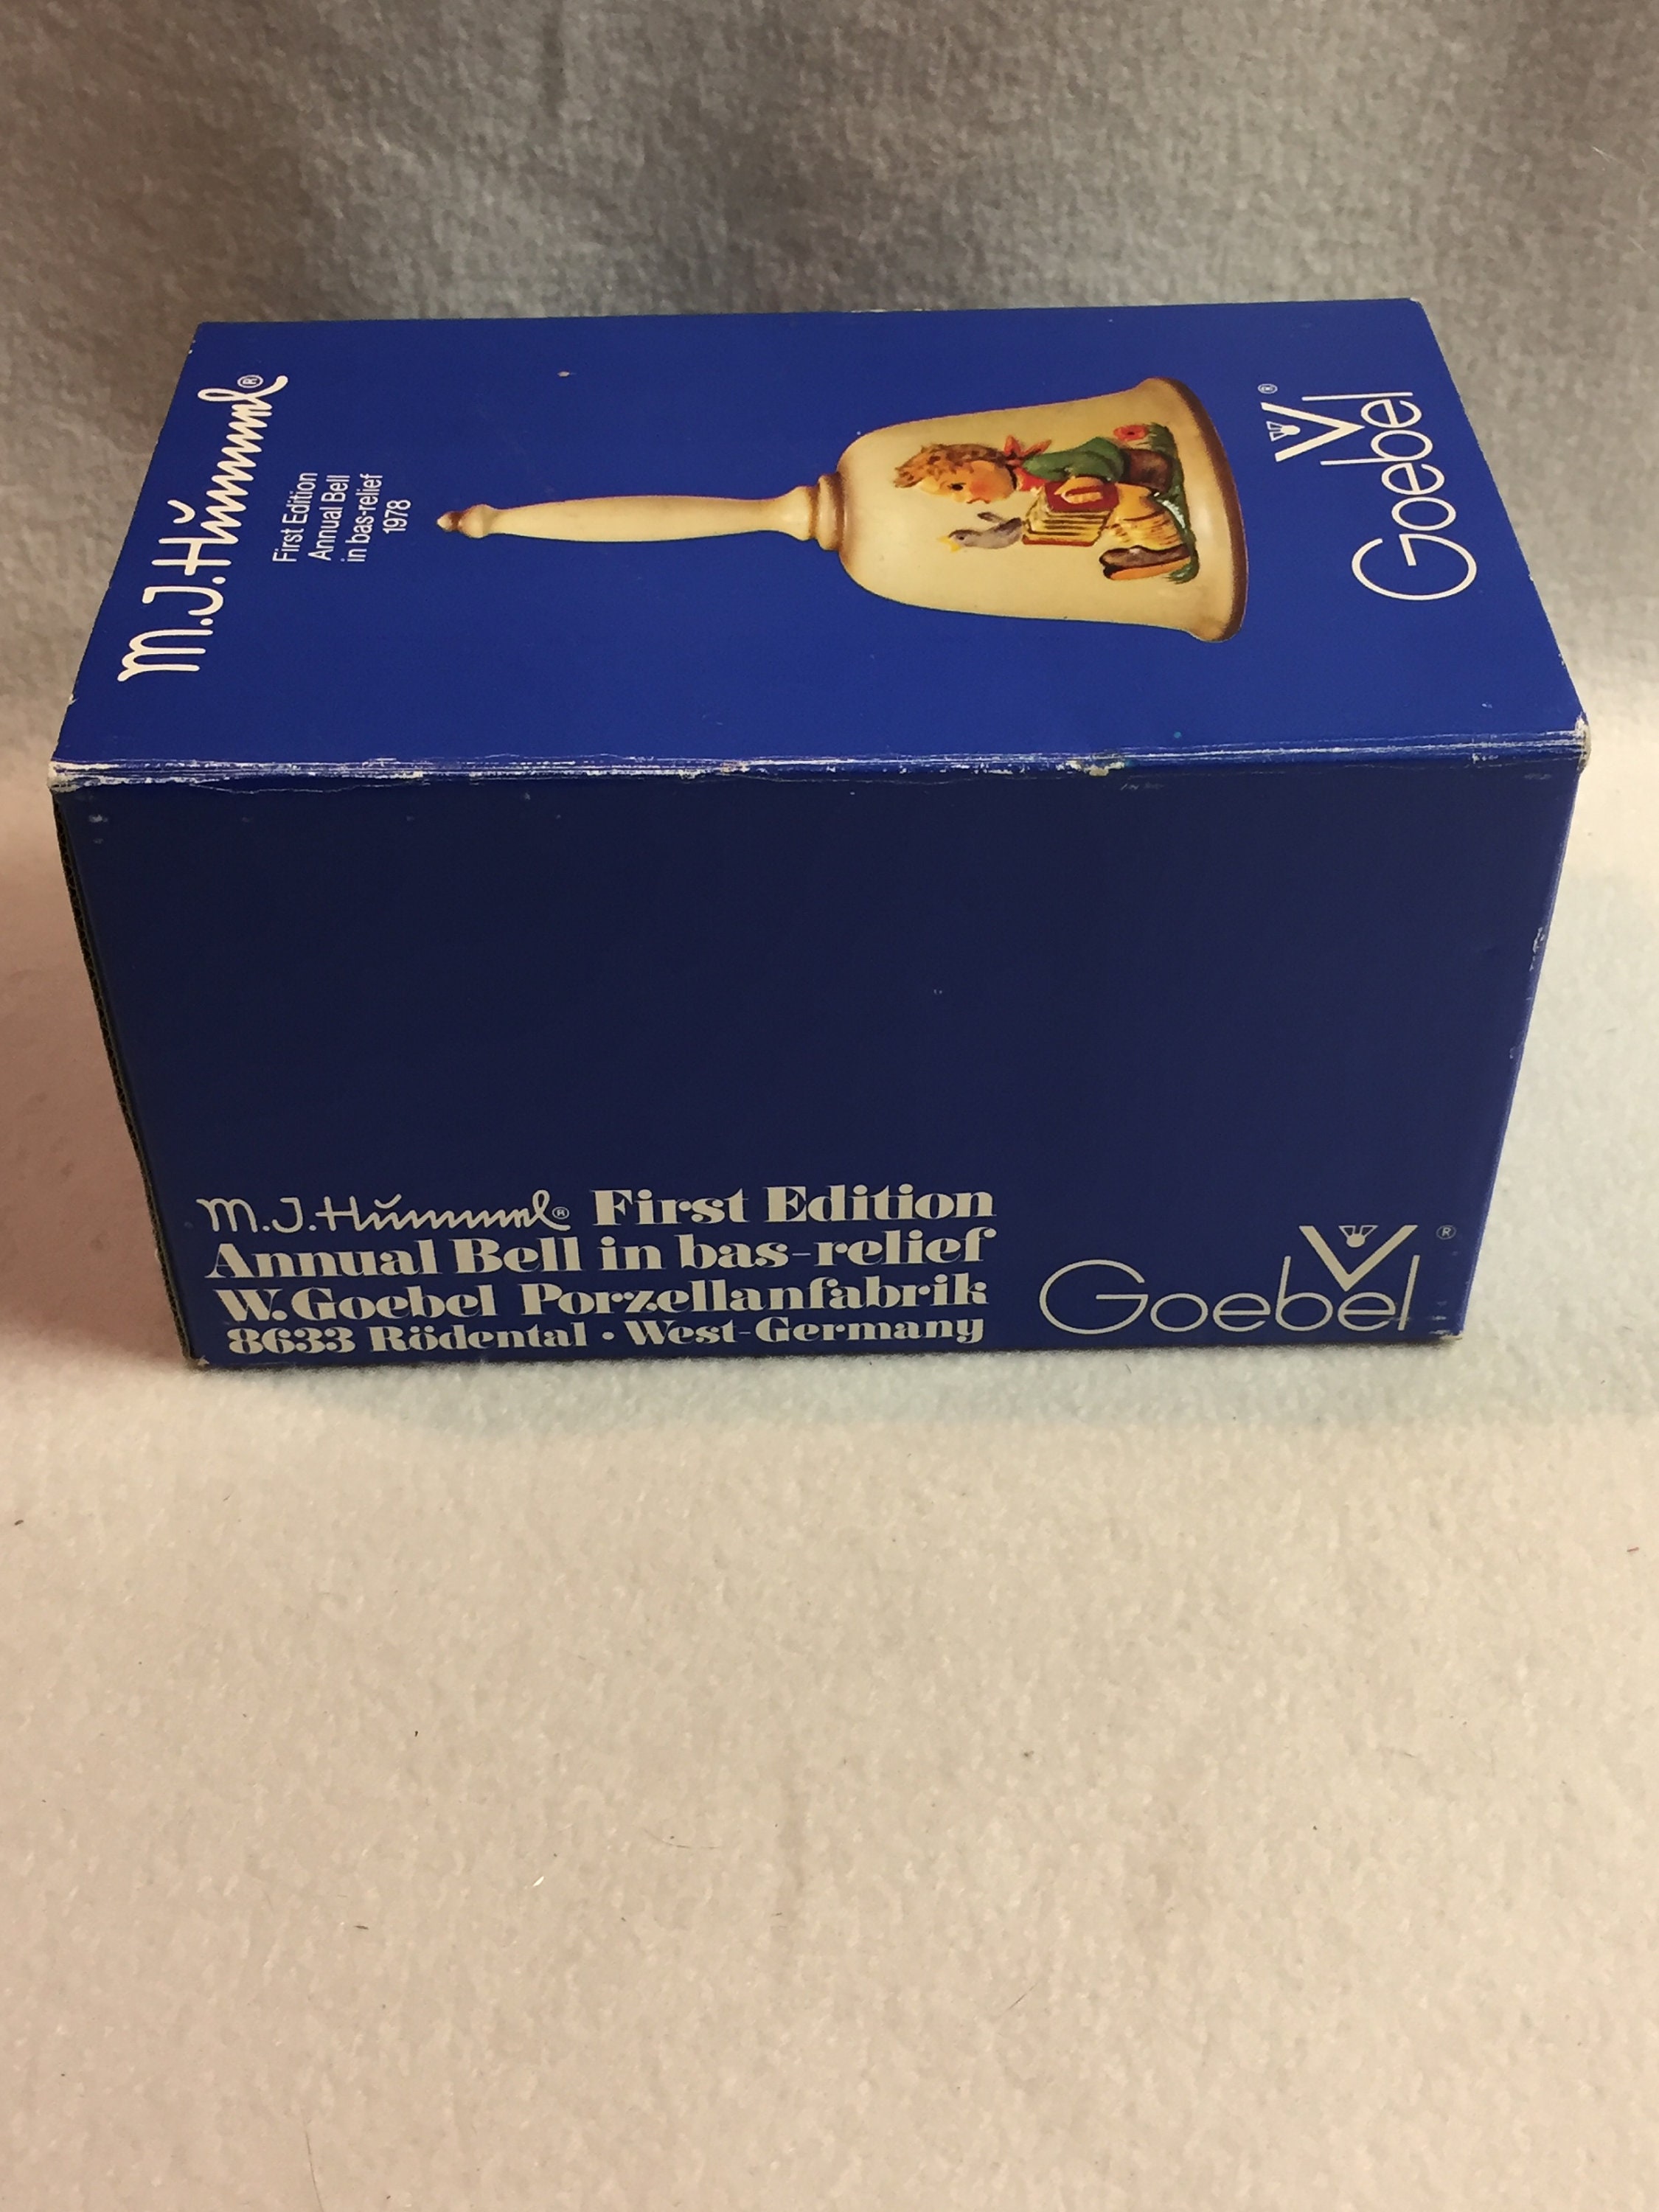 M.J.Hummel®
First Edition
Annual Bell
in bas-relief
1978
®
Goebel
M.J.Hummel® First Edition
Annual Bell in bas-relief
W. Goebel Porzellanfabrik
8633 Rödental • West-Germany
Goebel ®